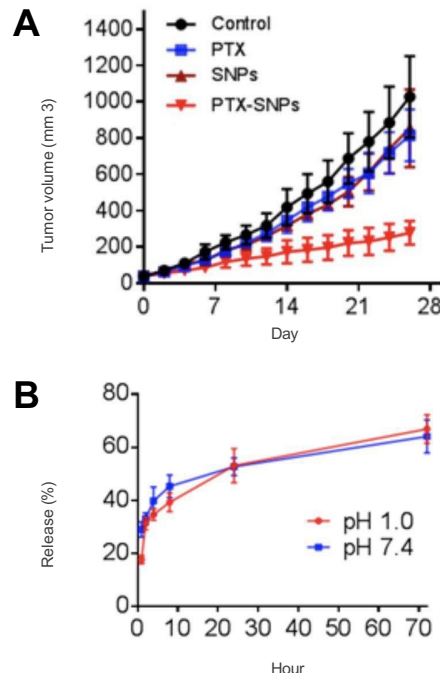 A
Tumor volume (mm 3)
1400
1200
1000
800
600
400
200
0
Control
PTX
SNPs
PTX-SNPs
0 7 14 21 28
Day
B
Release (%)
80
60
40
20
0
pH 1.0
pH 7.4
0 10 20 30 40 50 60 70
Hour